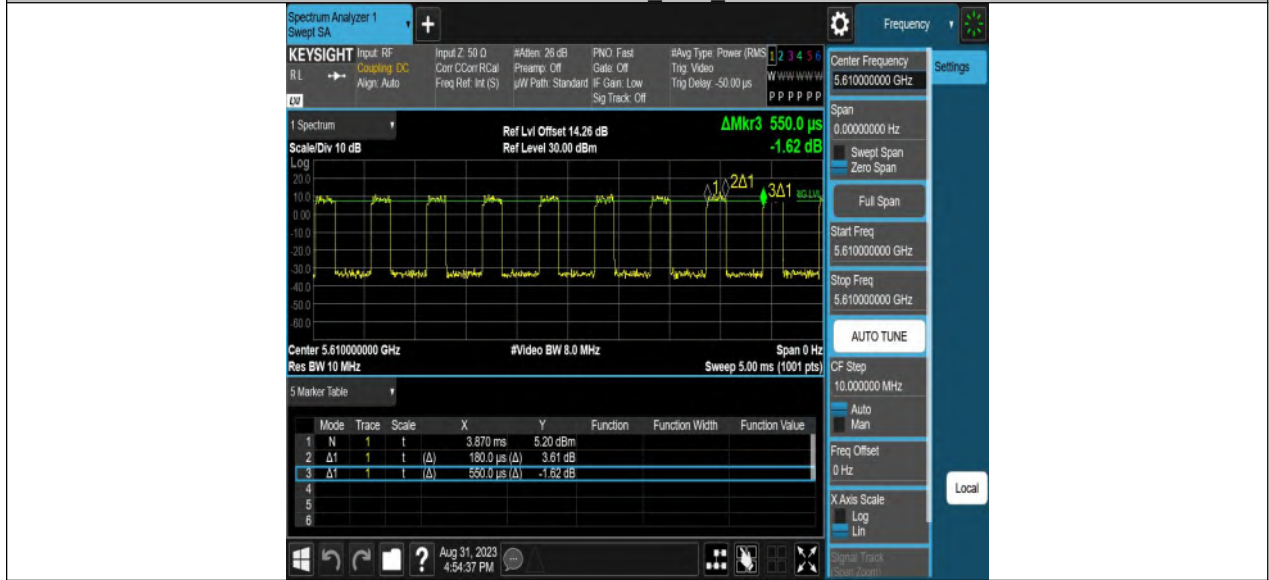 Spectrum Analyzer 1
Swept SA
+
Frequency
KEYSIGHT
RL
LXI
Input: RF
Coupling: DC
Align: Auto
Input Z: 50 Ω
Corr CCorr RCal
Freq Ref: Int (S)
#Atten: 26 dB
Preamp: Off
µW Path: Standard
PNO: Fast
Gate: Off
IF Gain: Low
Sig Track: Off
#Avg Type: Power (RMS
Trig: Video
Trig Delay: -50.00 µs
1 2 3 4 5 6
W W W W W W
P P P P P P
Center Frequency
5.610000000 GHz
Settings
1 Spectrum
Scale/Div 10 dB
Ref Lvl Offset 14.26 dB
Ref Level 30.00 dBm
ΔMkr3 550.0 µs
-1.62 dB
Log
20.0
10.0
0.00
-10.0
-20.0
-30.0
-40.0
-50.0
-60.0
1
2Δ1
3Δ1
Center 5.610000000 GHz
Res BW 10 MHz
#Video BW 8.0 MHz
Span 0 Hz
Sweep 5.00 ms (1001 pts)
Span
0.00000000 Hz
Swept Span
Zero Span
Full Span
Start Freq
5.610000000 GHz
Stop Freq
5.610000000 GHz
AUTO TUNE
CF Step
10.000000 MHz
Auto
Man
Freq Offset
0 Hz
X Axis Scale
Log
Lin
Signal Track
(Span Zoom)
Local
5 Marker Table
Mode Trace Scale X Y Function Function Width Function Value
1 N 1 t 3.870 ms 5.20 dBm
2 Δ1 1 t (Δ) 180.0 µs (Δ) 3.61 dB
3 Δ1 1 t (Δ) 550.0 µs (Δ) -1.62 dB
4
5
6
?
Aug 31, 2023
4:54:37 PM